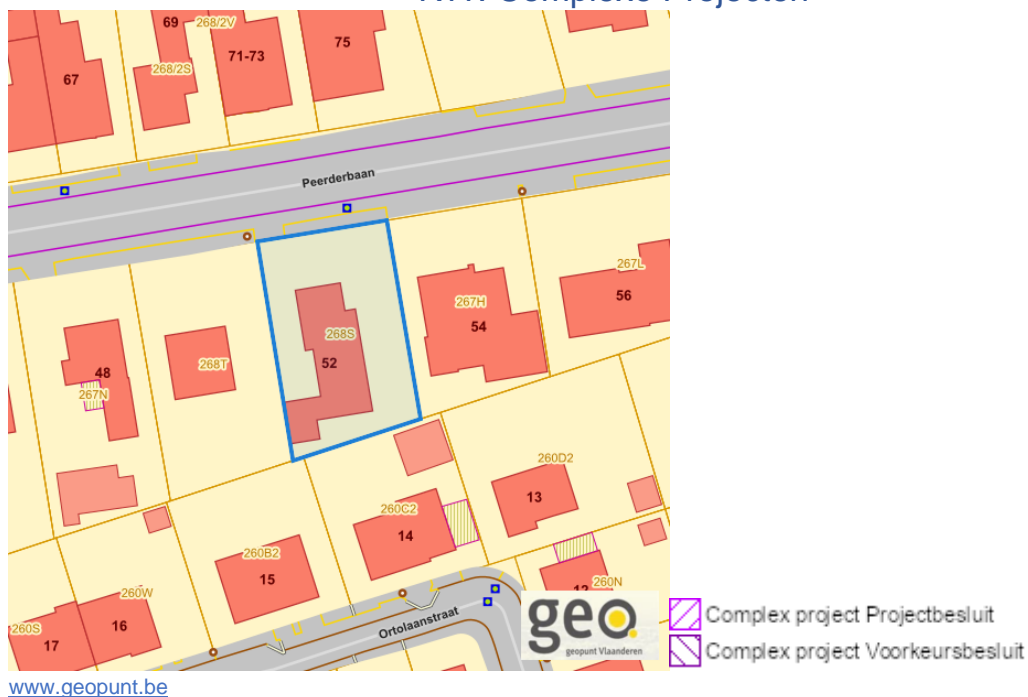 69
268/2V
75
71-73
67
268/2S
Peerderbaan
267L
56
267H
54
268S
52
268T
48
267N
260D2
13
260C2
14
260B2
15
260W
16
260N
260S
17
Ortolaanstraat
geo
geopunt Vlaanderen
Complex project Projectbesluit
Complex project Voorkeursbesluit
www.geopunt.be